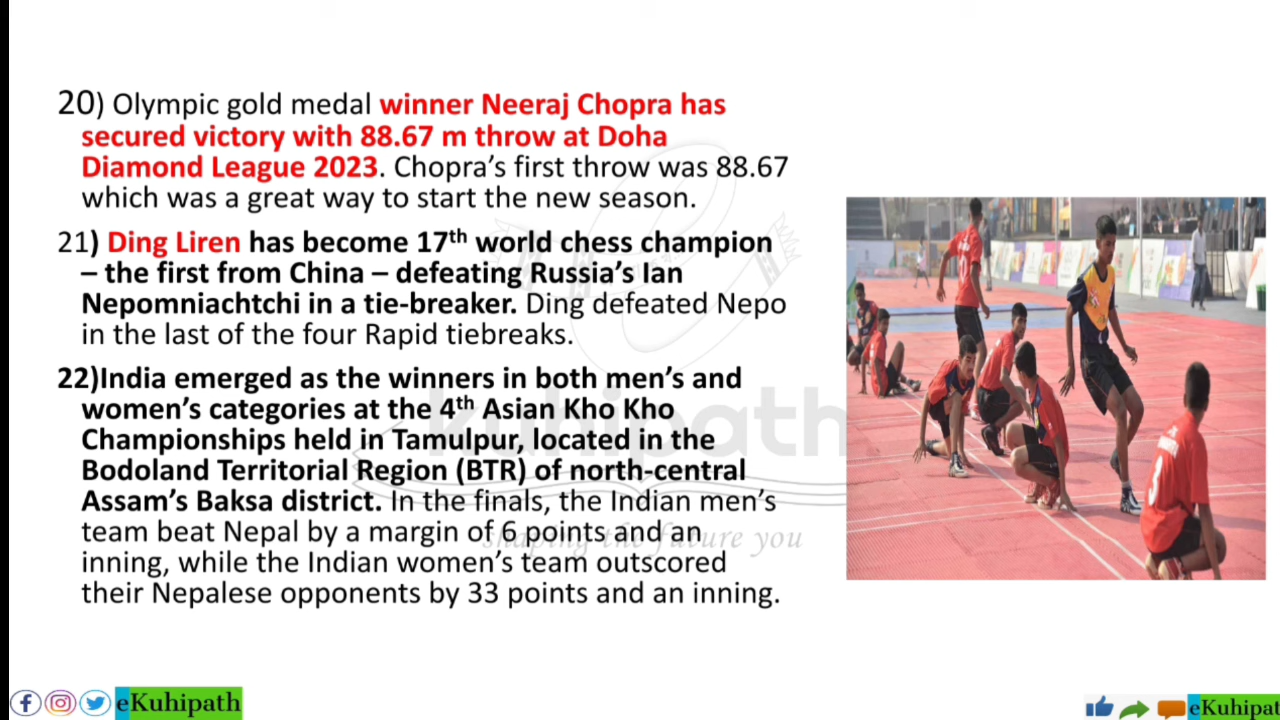 20) Olympic gold medal winner Neeraj Chopra has
secured victory with 88.67 m throw at Doha
Diamond League 2023. Chopra’s first throw was 88.67
which was a great way to start the new season.
21) Ding Liren has become 17th world chess champion
– the first from China – defeating Russia’s Ian
Nepomniachtchi in a tie-breaker. Ding defeated Nepo
in the last of the four Rapid tiebreaks.
22)India emerged as the winners in both men’s and
women’s categories at the 4th Asian Kho Kho
Championships held in Tamulpur, located in the
Bodoland Territorial Region (BTR) of north-central
Assam’s Baksa district. In the finals, the Indian men’s
team beat Nepal by a margin of 6 points and an
inning, while the Indian women’s team outscored
their Nepalese opponents by 33 points and an inning.
kuhipath
shaping the future you
eKuhipath
eKuhipat